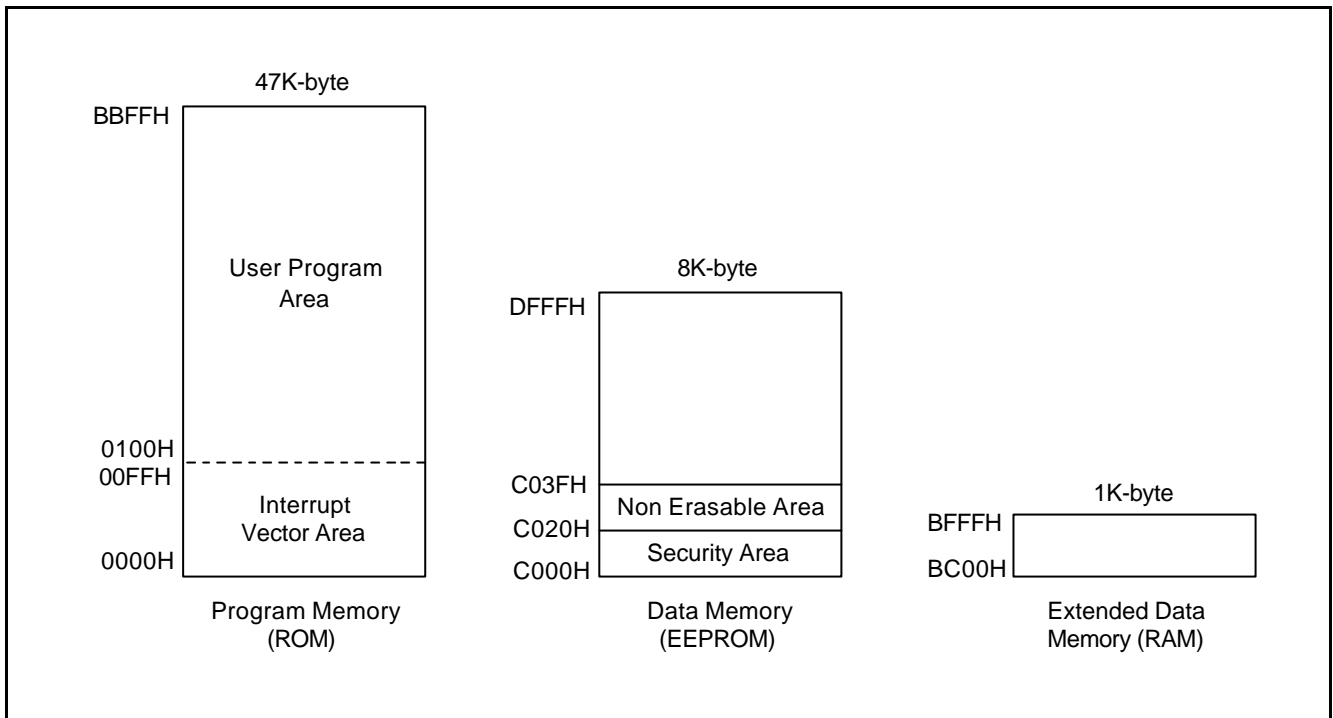 47K-byte
BBFFH
User Program
Area
0100H
00FFH
Interrupt
Vector Area
0000H
Program Memory
(ROM)
8K-byte
DFFFH
C03FH
Non Erasable Area
C020H
Security Area
C000H
Data Memory
(EEPROM)
1K-byte
BFFFH
BC00H
Extended Data
Memory (RAM)